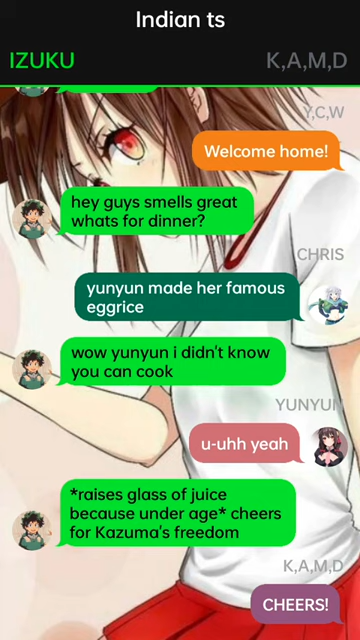 Indian ts
IZUKU K,A,M,D
Y,C,W
Welcome home!
hey guys smells great
whats for dinner?
CHRIS
yunyun made her famous
eggrice
wow yunyun i didn't know
you can cook
YUNYUN
u-uhh yeah
*raises glass of juice
because under age* cheers
for Kazuma's freedom
K,A,M,D
CHEERS!